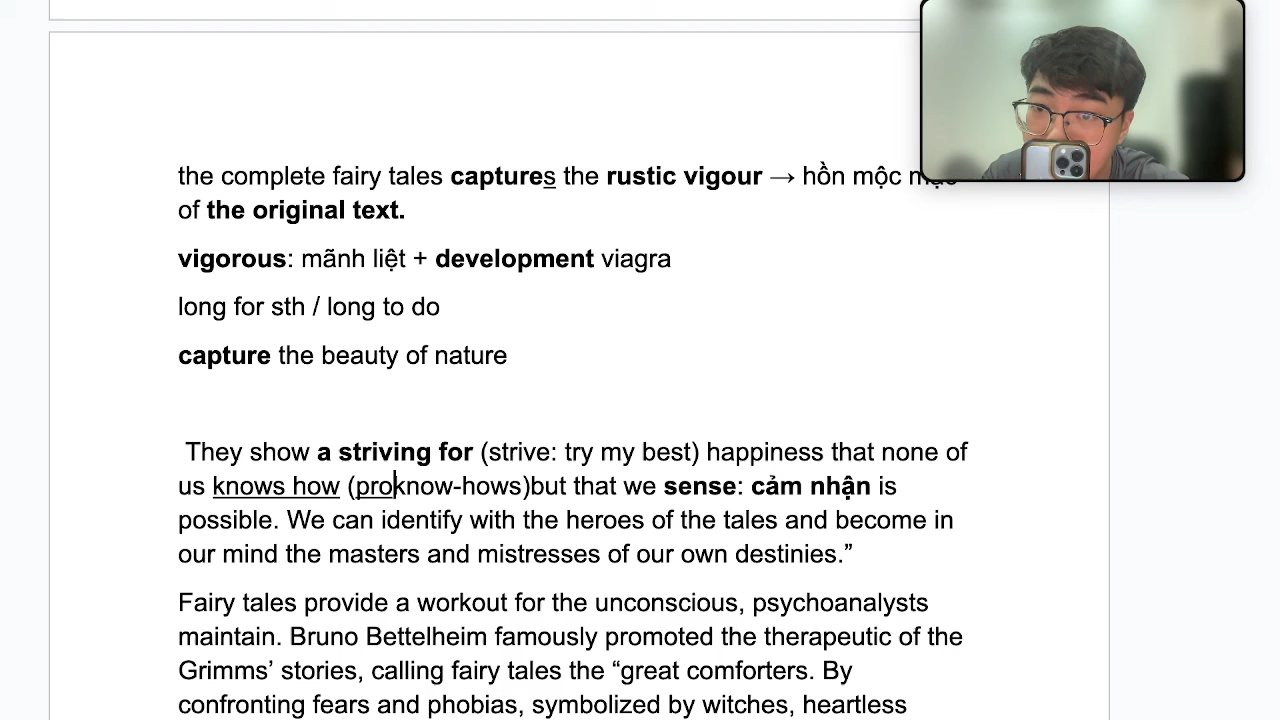 the complete fairy tales captures the rustic vigour → hồn mộc
of the original text.
vigorous: mãnh liệt + development viagra
long for sth / long to do
capture the beauty of nature
They show a striving for (strive: try my best) happiness that none of
us knows how (proknow-hows)but that we sense: cảm nhận is
possible. We can identify with the heroes of the tales and become in
our mind the masters and mistresses of our own destinies.”
Fairy tales provide a workout for the unconscious, psychoanalysts
maintain. Bruno Bettelheim famously promoted the therapeutic of the
Grimms’ stories, calling fairy tales the “great comforters. By
confronting fears and phobias, symbolized by witches, heartless